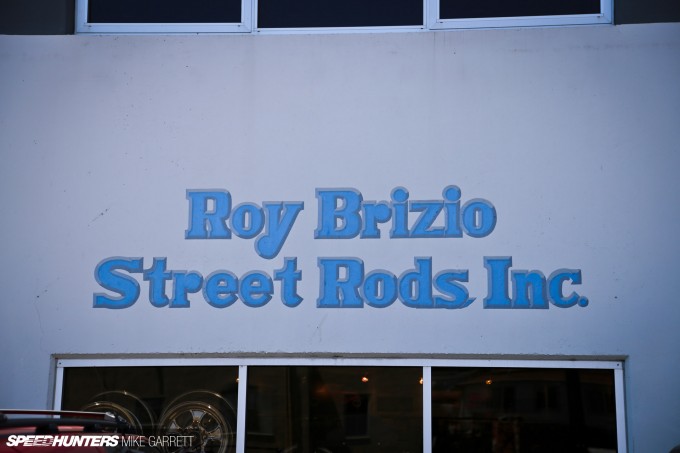 Roy Brizio
Street Rods Inc.
SPEEDHUNTERS MIKE GARRETT